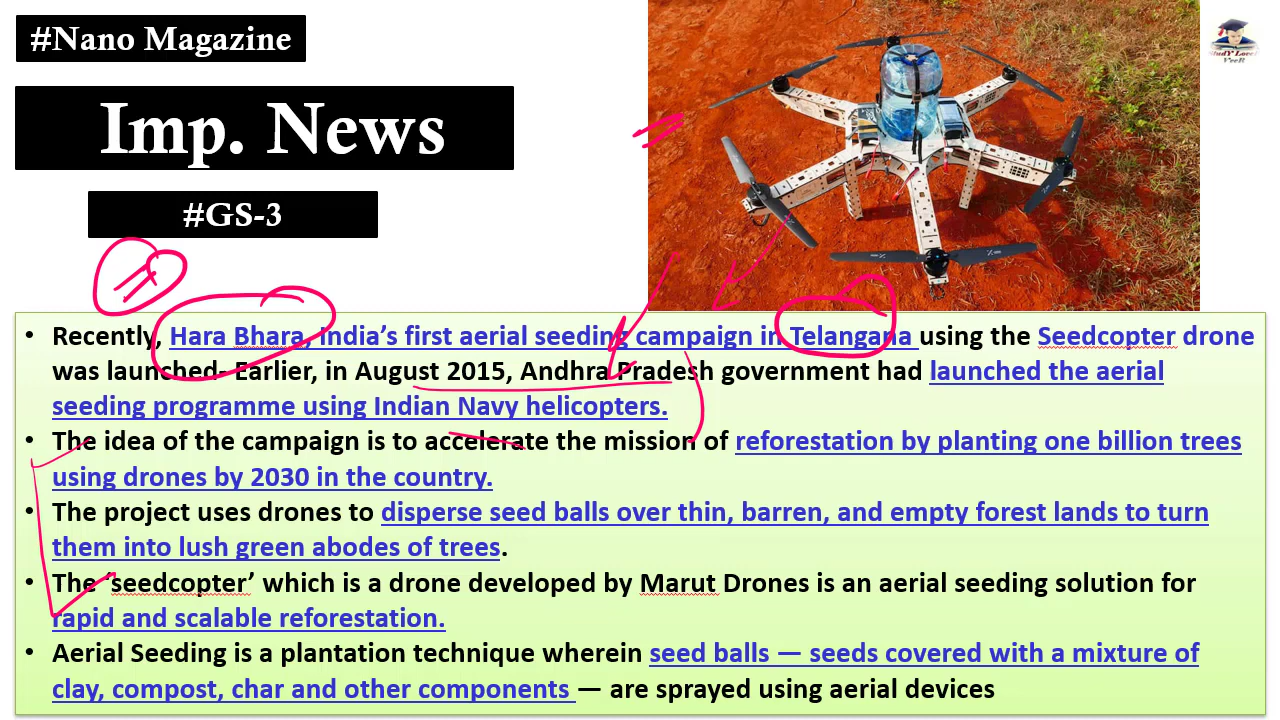 #Nano Magazine
Imp. News
#GS-3
• Recently, Hara Bhara, India’s first aerial seeding campaign in Telangana using the Seedcopter drone
was launched- Earlier, in August 2015, Andhra Pradesh government had launched the aerial
seeding programme using Indian Navy helicopters.
• The idea of the campaign is to accelerate the mission of reforestation by planting one billion trees
using drones by 2030 in the country.
• The project uses drones to disperse seed balls over thin, barren, and empty forest lands to turn
them into lush green abodes of trees.
• The ‘seedcopter’ which is a drone developed by Marut Drones is an aerial seeding solution for
rapid and scalable reforestation.
• Aerial Seeding is a plantation technique wherein seed balls — seeds covered with a mixture of
clay, compost, char and other components — are sprayed using aerial devices